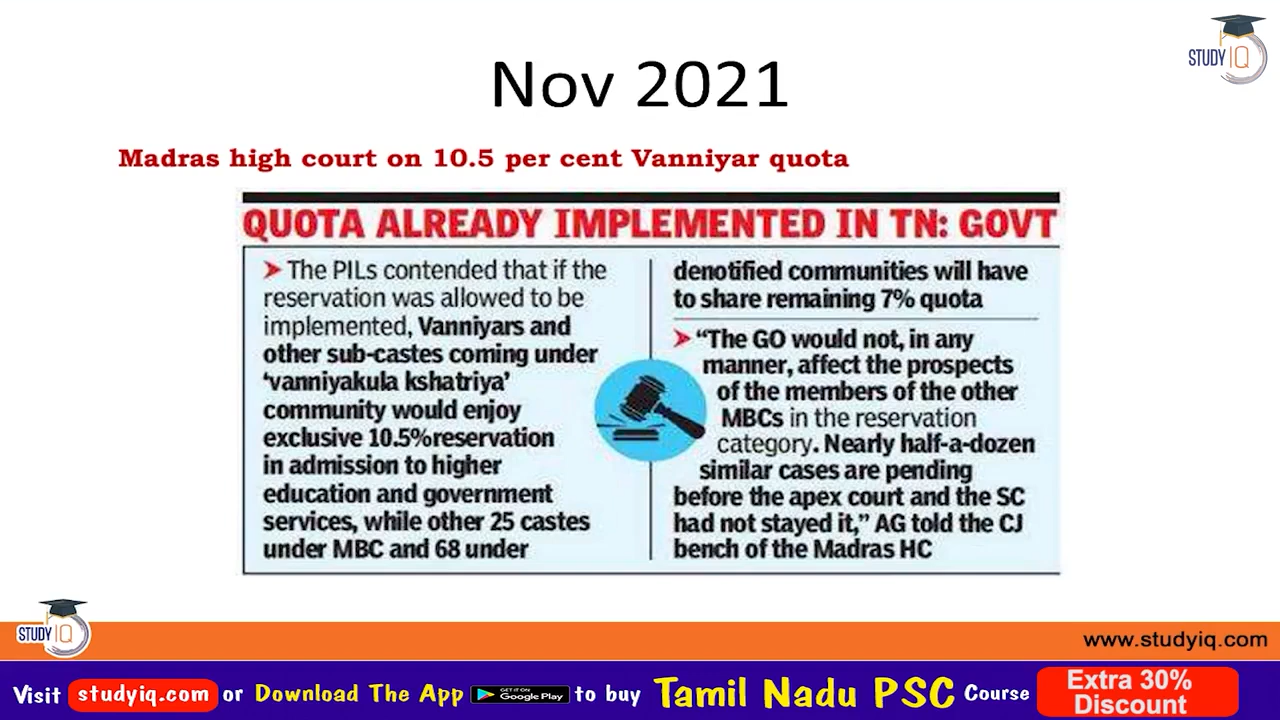 STUDY IQ
Nov 2021
Madras high court on 10.5 per cent Vanniyar quota
QUOTA ALREADY IMPLEMENTED IN TN: GOVT
➤ The PILs contended that if the
reservation was allowed to be
implemented, Vanniyars and
other sub-castes coming under
‘vanniyakula kshatriya’
community would enjoy
exclusive 10.5%reservation
in admission to higher
education and government
services, while other 25 castes
under MBC and 68 under
denotified communities will have
to share remaining 7% quota
➤ “The GO would not, in any
manner, affect the prospects
of the members of the other
MBCs in the reservation
category. Nearly half-a-dozen
similar cases are pending
before the apex court and the SC
had not stayed it,” AG told the CJ
bench of the Madras HC
STUDY IQ
www.studyiq.com
Visit studyiq.com or Download The App GET IT ON Google Play to buy Tamil Nadu PSC Course Extra 30%
Discount